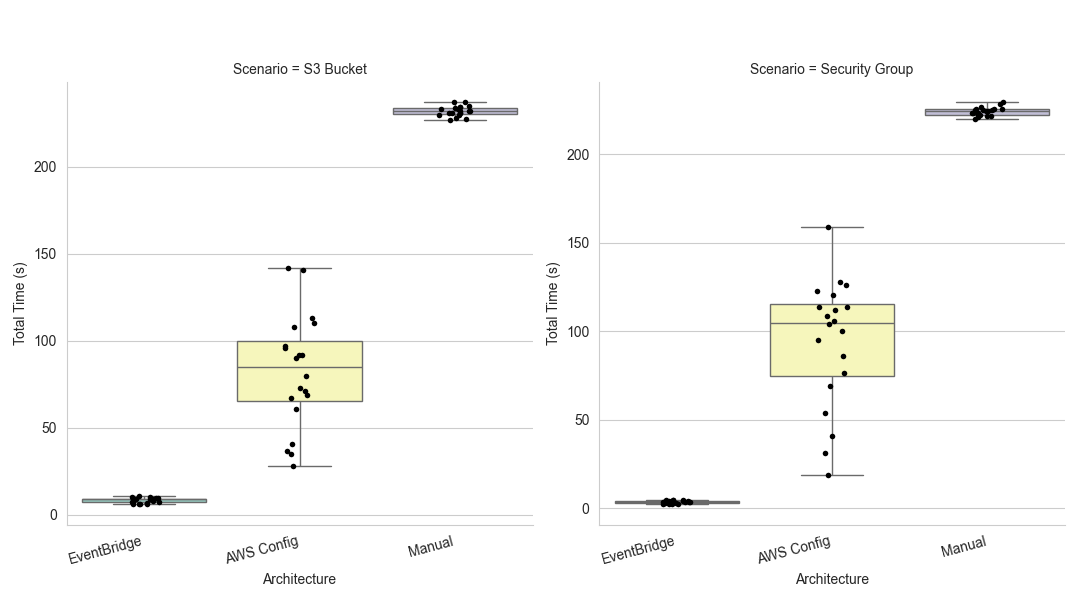 Scenario = S3 Bucket
Total Time (s)
200
150
100
50
0
EventBridge
AWS Config
Manual
Architecture
Scenario = Security Group
Total Time (s)
200
150
100
50
0
EventBridge
AWS Config
Manual
Architecture